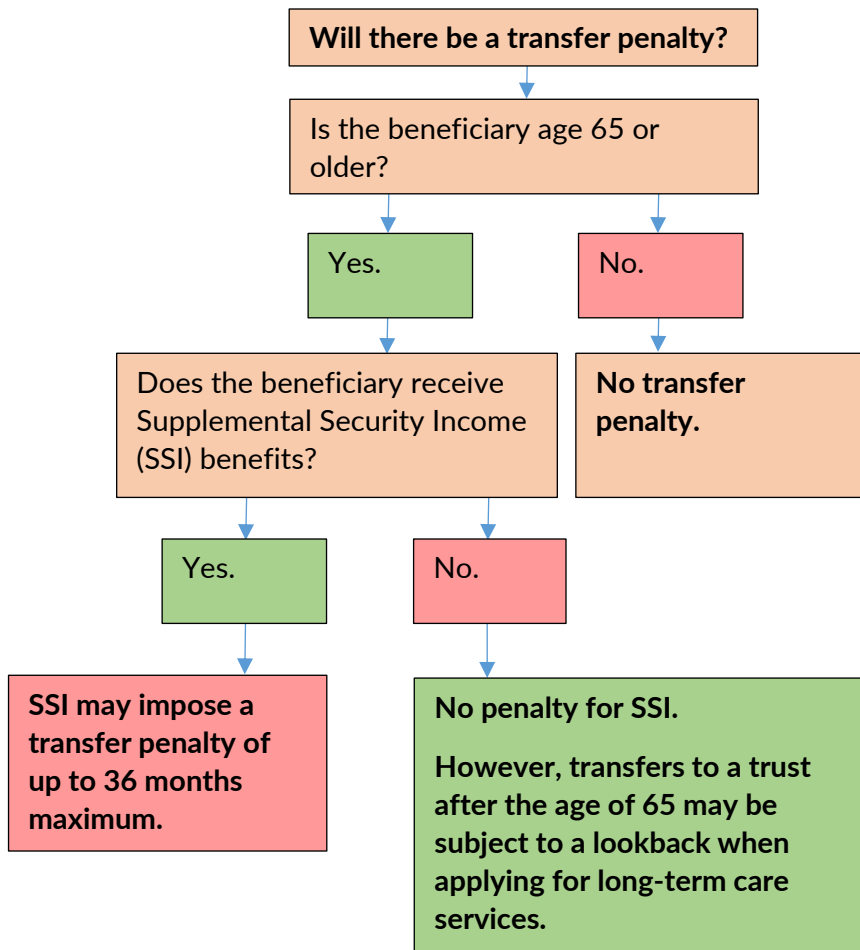 Will there be a transfer penalty?
Is the beneficiary age 65 or
older?
Yes.
No.
Does the beneficiary receive
Supplemental Security Income
(SSI) benefits?
No transfer
penalty.
Yes.
No.
SSI may impose a
transfer penalty of
up to 36 months
maximum.
No penalty for SSI.
However, transfers to a trust
after the age of 65 may be
subject to a lookback when
applying for long-term care
services.